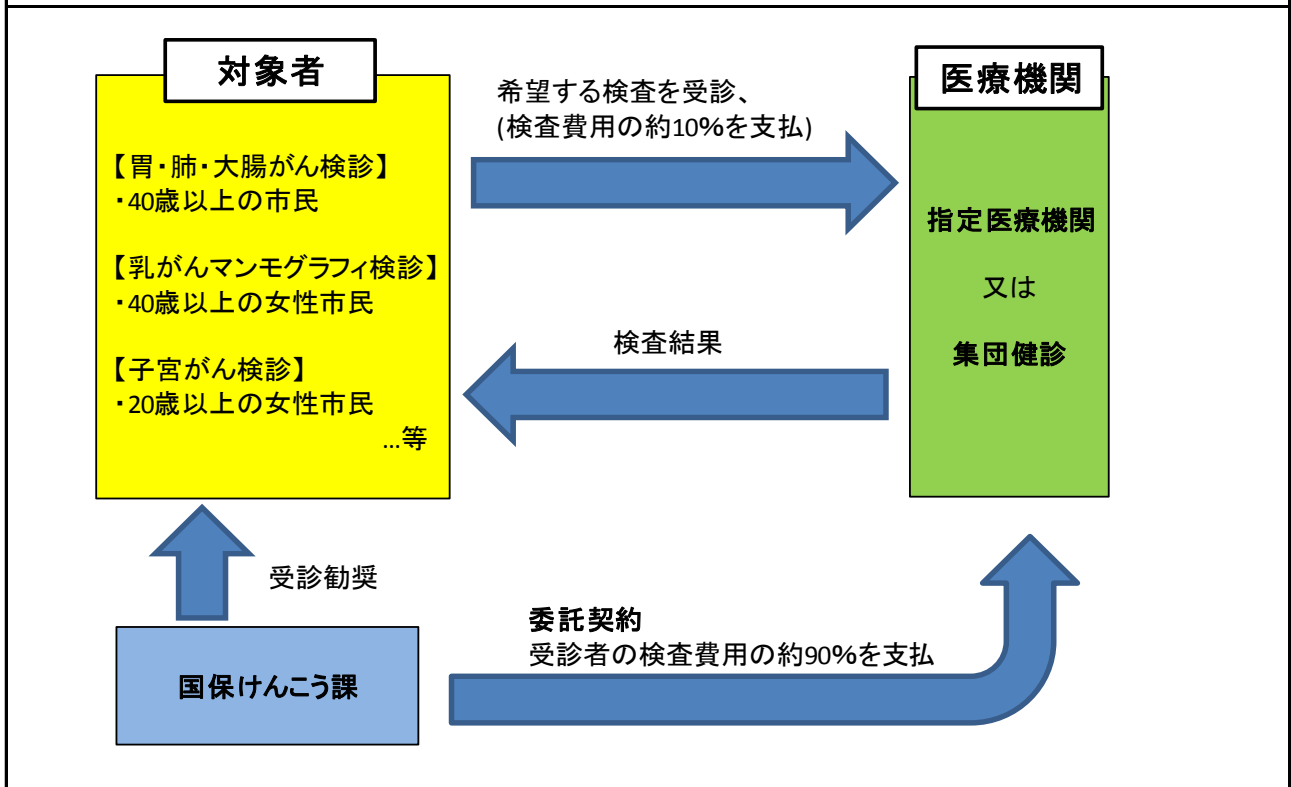 対象者
【胃・肺・大腸がん検診】
・40歳以上の市民
【乳がんマンモグラフィ検診】
・40歳以上の女性市民
【子宮がん検診】
・20歳以上の女性市民
…等
希望する検査を受診、
(検査費用の約10%を支払)
医療機関
指定医療機関
又は
集団健診
検査結果
受診勧奨
国保けんこう課
委託契約
受診者の検査費用の約90%を支払